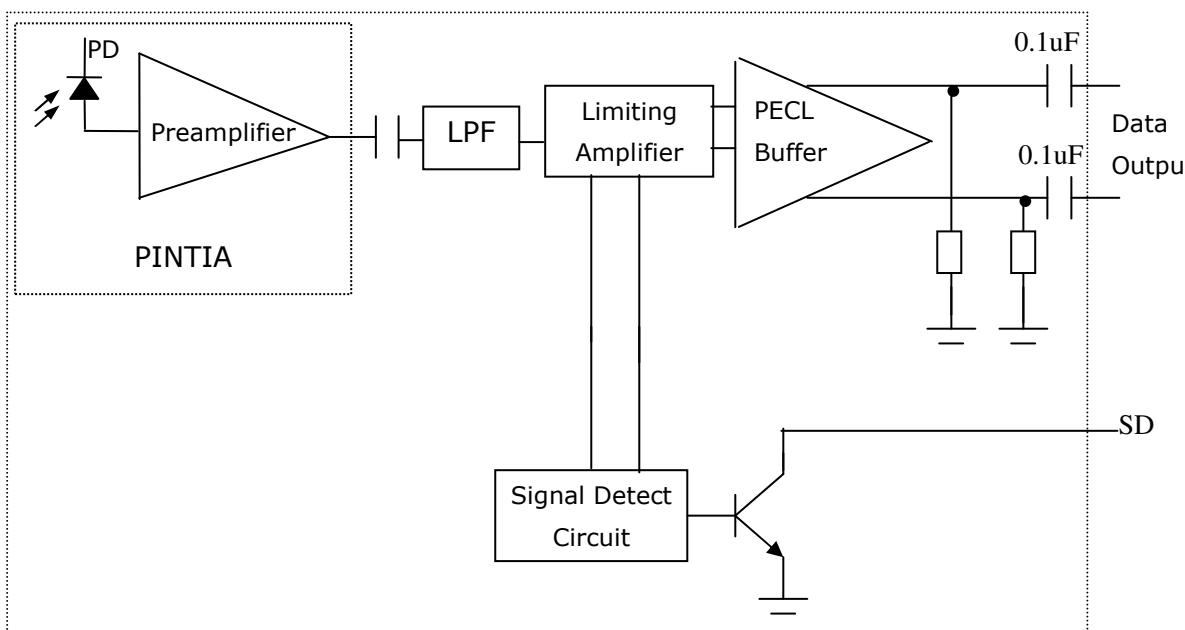 0.1uF
PD
Preamplifier
LPF
Limiting
Amplifier
PECL
Buffer
Data
Outpu
0.1uF
PINTIA
SD
Signal Detect
Circuit